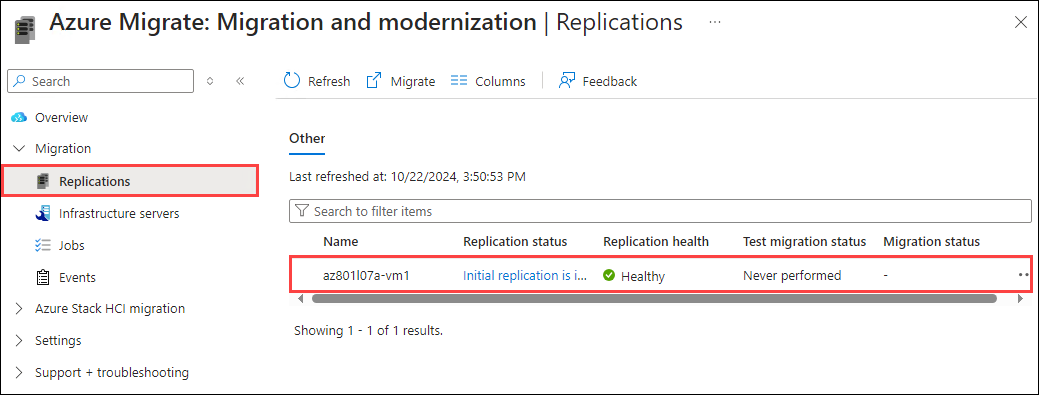 Azure Migrate: Migration and modernization | Replications ...
Search
Refresh Migrate Columns Feedback
Overview
Migration
Replications
Infrastructure servers
Jobs
Events
Azure Stack HCI migration
Settings
Support + troubleshooting
Other
Last refreshed at: 10/22/2024, 3:50:53 PM
Search to filter items
Name Replication status Replication health Test migration status Migration status
az801l07a-vm1 Initial replication is i... Healthy Never performed -
Showing 1 - 1 of 1 results.